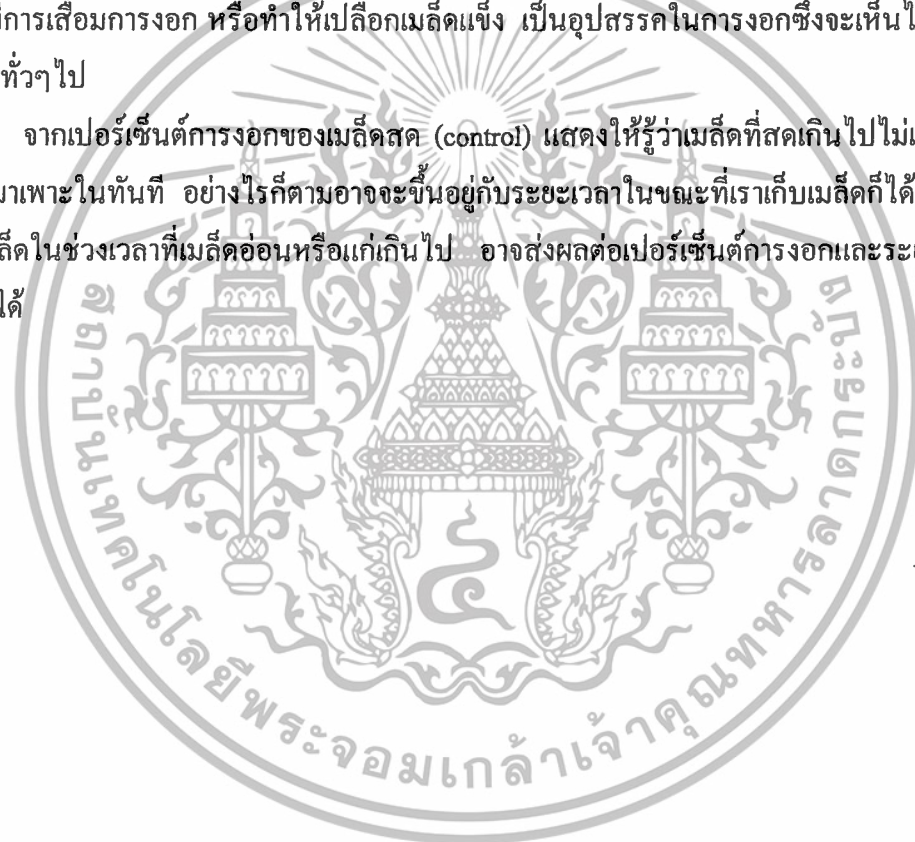 การเสื่อมการงอก หรือทำให้เปลือกเมล็ดแข็ง เป็นอุปสรรคในการงอกซึ่งจะเห็นไ
ทั่วๆไป
จากเปอร์เซ็นต์การงอกของเมล็ดสด (control) แสดงให้รู้ว่าเมล็ดที่สดเกินไปไม่
มาเพาะในทันที อย่างไรก็ตามอาจจะขึ้นอยู่กับระยะเวลาในขณะที่เราเก็บเมล็ดก็ได้
ล็ดในช่วงเวลาที่เมล็ดอ่อนหรือแก่เกินไป อาจส่งผลต่อเปอร์เซ็นต์การงอกและระย
ได้
สถาบันเทคโนโลยีพระจอมเกล้าเจ้าคุณทหารลาดกระบัง
๔